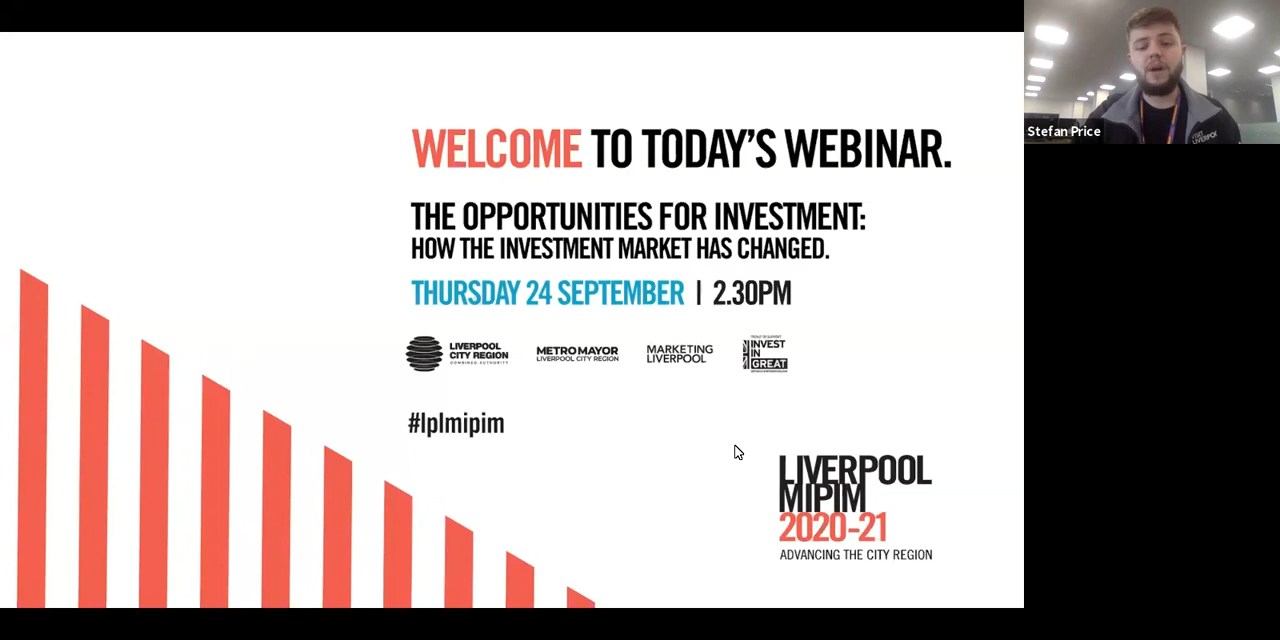 WELCOME TO TODAY'S WEBINAR.
THE OPPORTUNITIES FOR INVESTMENT:
HOW THE INVESTMENT MARKET HAS CHANGED.
THURSDAY 24 SEPTEMBER | 2.30PM
LIVERPOOL
CITY REGION
COMBINED AUTHORITY
METRO MAYOR
LIVERPOOL CITY REGION
MARKETING
LIVERPOOL
INVEST
IN
GREAT
#lplmipim
LIVERPOOL
MIPIM
2020-21
ADVANCING THE CITY REGION
Stefan Price